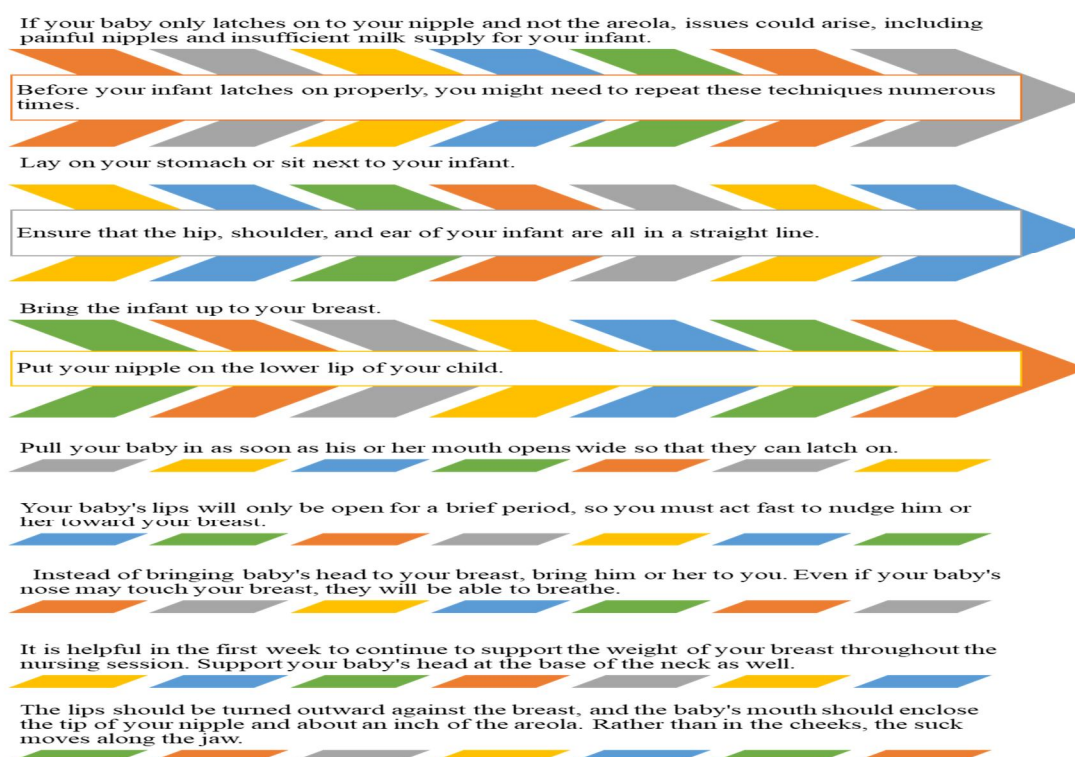 If your baby only latches on to your nipple and not the areola, issues could arise, including
painful nipples and insufficient milk supply for your infant.
Before your infant latches on properly, you might need to repeat these techniques numerous
times.
Lay on your stomach or sit next to your infant.
Ensure that the hip, shoulder, and ear of your infant are all in a straight line.
Bring the infant up to your breast.
Put your nipple on the lower lip of your child.
Pull your baby in as soon as his or her mouth opens wide so that they can latch on.
Your baby's lips will only be open for a brief period, so you must act fast to nudge him or
her toward your breast.
Instead of bringing baby's head to your breast, bring him or her to you. Even if your baby's
nose may touch your breast, they will be able to breathe.
It is helpful in the first week to continue to support the weight of your breast throughout the
nursing session. Support your baby's head at the base of the neck as well.
The lips should be turned outward against the breast, and the baby's mouth should enclose
the tip of your nipple and about an inch of the areola. Rather than in the cheeks, the suck
moves along the jaw.